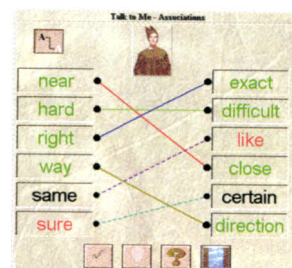 Talk to Me - Associations
A
near exact
hard difficult
right like
way close
same certain
sure direction
?